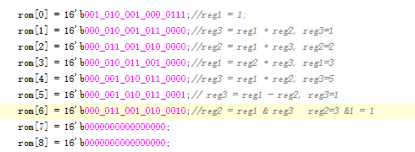 rom[0] = 16'b001_010_001_000_0111;//reg1 = 1;
rom[1] = 16'b000_010_001_011_0000;//reg3 = reg1 + reg2, reg3=1
rom[2] = 16'b000_011_001_010_0000;//reg2 = reg1 + reg3, reg2=2
rom[3] = 16'b000_010_011_001_0000;//reg1 = reg2 + reg3, reg1=3
rom[4] = 16'b000_001_010_011_0000;//reg3 = reg1 + reg2, reg3=5
rom[5] = 16'b000_001_010_011_0001;// reg3 = reg1 - reg2, reg3=1
rom[6] = 16'b000_011_001_010_0010;//reg2 = reg1 & reg3 reg2=3 &1 = 1
rom[7] = 16'b0000000000000000;
rom[8] = 16'b0000000000000000;